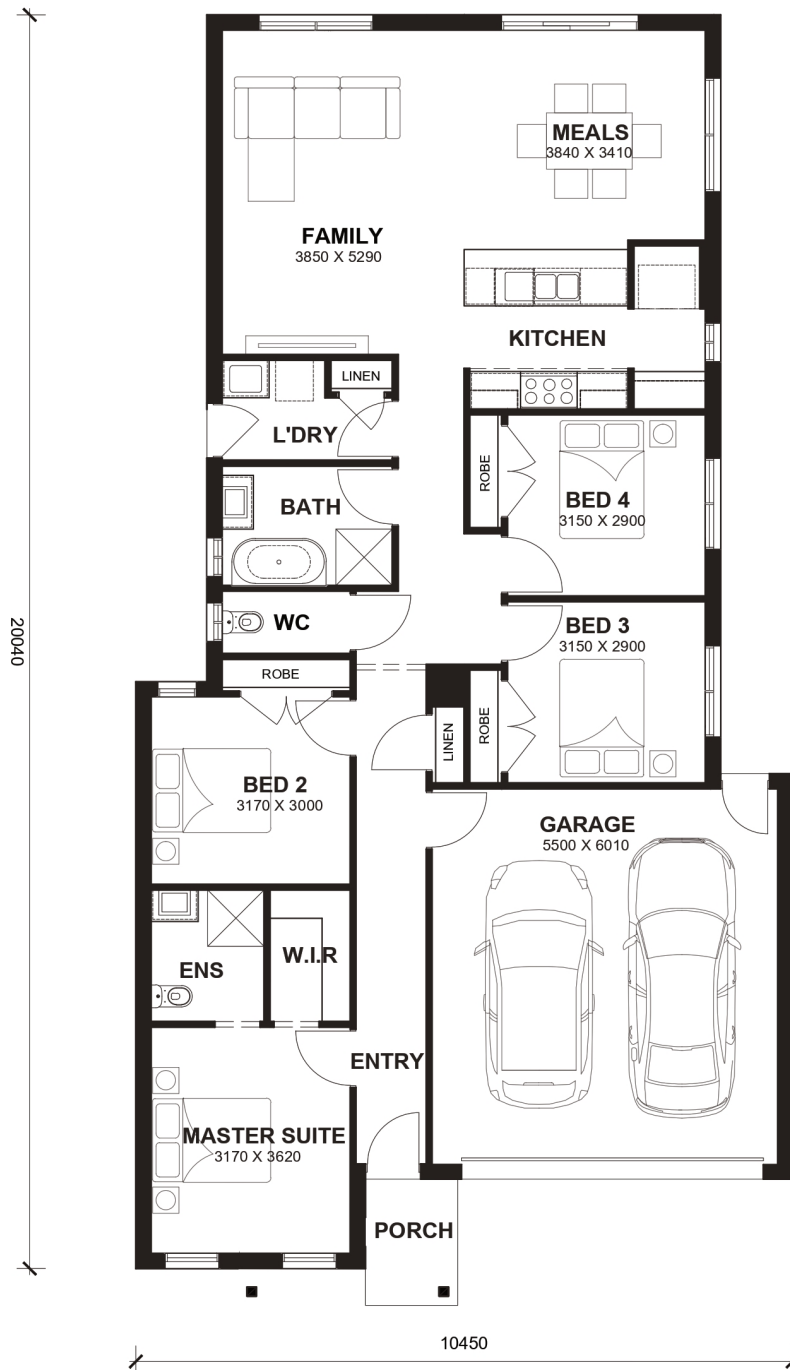 MEALS
3840 X 3410
FAMILY
3850 X 5290
KITCHEN
LINEN
L'DRY
ROBE
BED 4
3150 X 2900
BATH
WC
BED 3
3150 X 2900
20040
ROBE
LINEN
ROBE
BED 2
3170 X 3000
GARAGE
5500 X 6010
ENS
W.I.R
ENTRY
MASTER SUITE
3170 X 3620
PORCH
10450